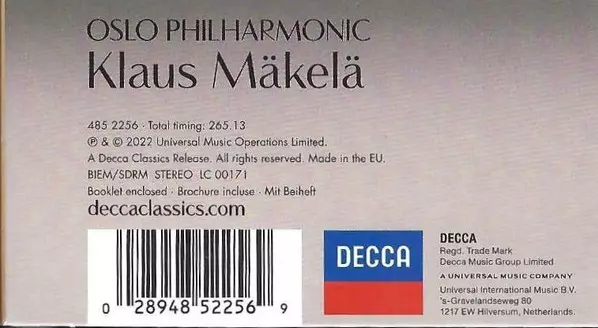 OSLO PHILHARMONIC
Klaus Mäkelä
485 2256 · Total timing: 265.13
℗ & © 2022 Universal Music Operations Limited.
A Decca Classics Release. All rights reserved. Made in the EU.
BIEM/SDRM STEREO LC 00171
Booklet enclosed · Brochure incluse · Mit Beiheft
deccaclassics.com
0 28948 52256 9
DECCA
DECCA
Regd. Trade Mark
Decca Music Group Limited
A UNIVERSAL MUSIC COMPANY
Universal International Music B.V.
's-Gravelandseweg 80
1217 EW Hilversum, Netherlands.